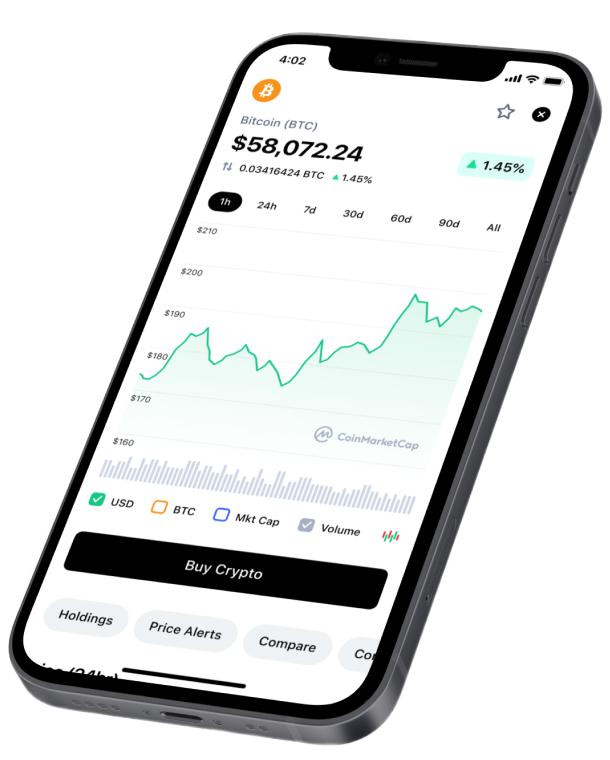 4:02
Bitcoin (BTC)
$58,072.24
1.45%
0.03416424 BTC 1.45%
1h 24h 7d 30d 60d 90d All
$210
$200
$190
$180
$170
$160
CoinMarketCap
USD BTC Mkt Cap Volume
Buy Crypto
Holdings Price Alerts Compare
(24hr)